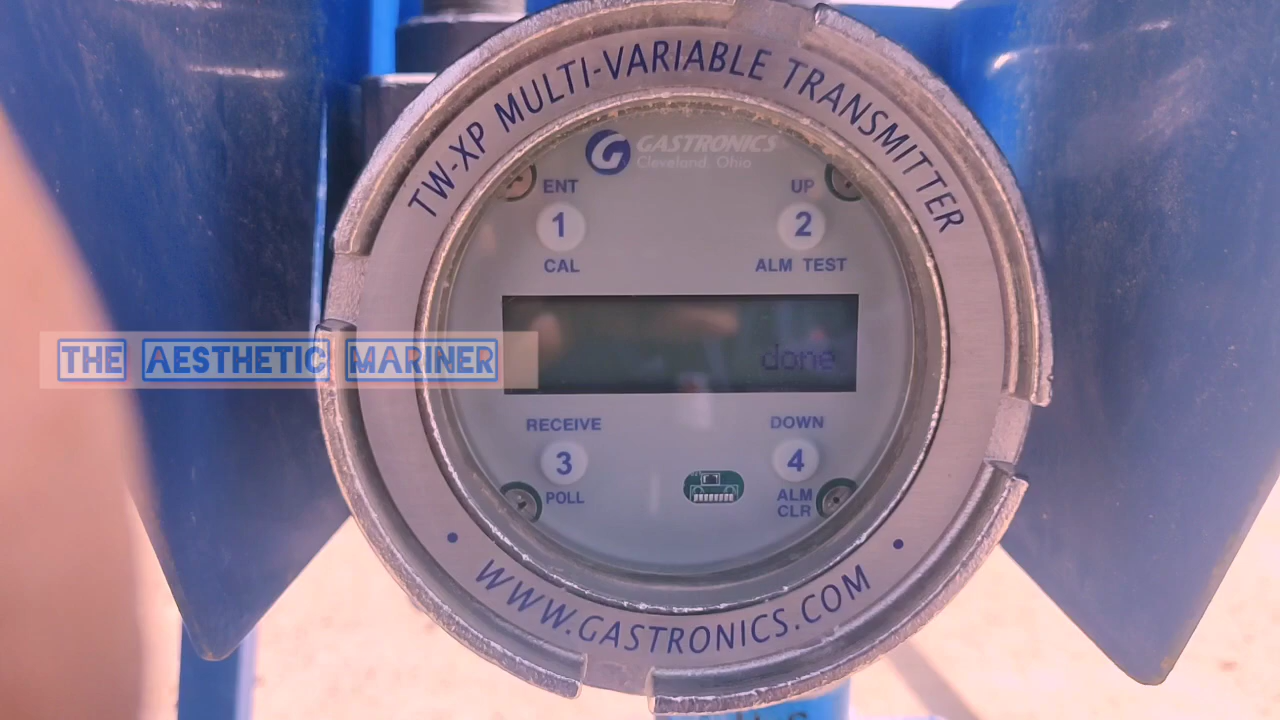 TW-XP MULTI-VARIABLE TRANSMITTER
G GASTRONICS
Cleveland, Ohio
ENT
1
CAL
UP
2
ALM TEST
THE AESTHETIC MARINER
done
RECEIVE
3
POLL
DOWN
4
ALM
CLR
• WWW.GASTRONICS.COM •